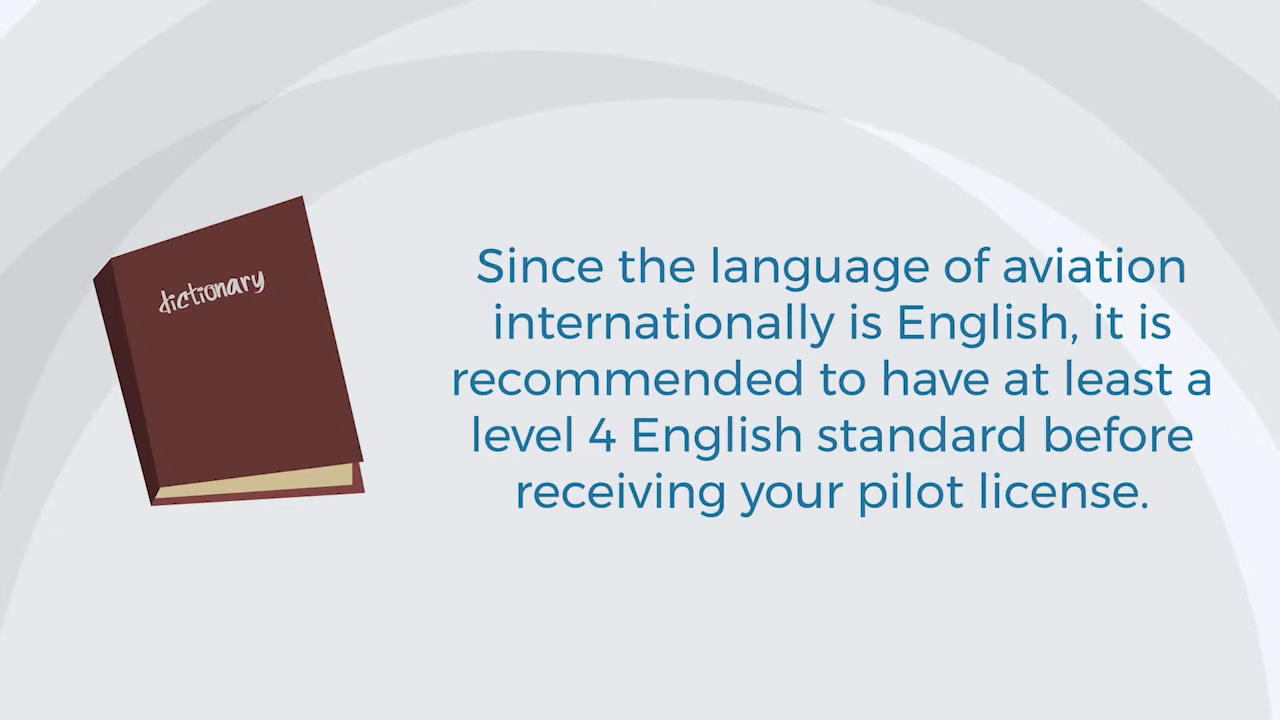 dictionary
Since the language of aviation
internationally is English, it is
recommended to have at least a
level 4 English standard before
receiving your pilot license.